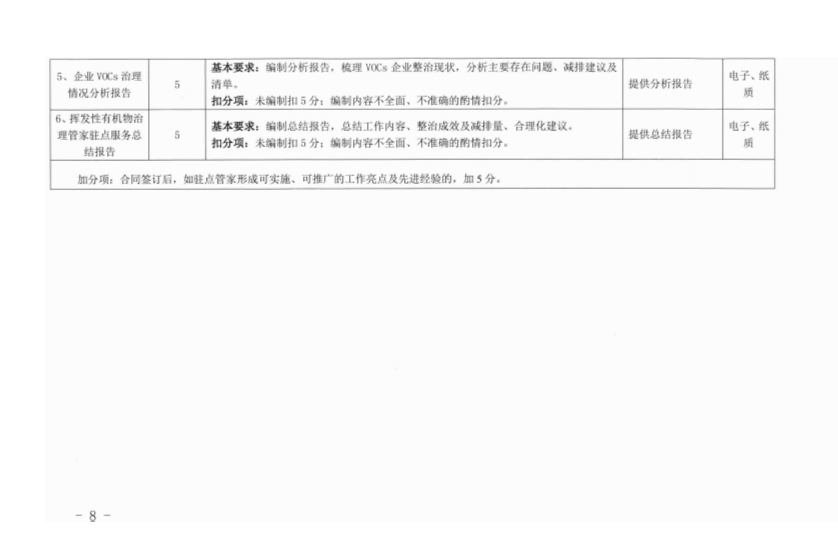 5、企业 VOCs 治理
情况分析报告
5
基本要求：编制分析报告，梳理 VOCs 企业整治现状，分析主要存在问题、减排建议及
清单。
扣分项：未编制扣 5 分；编制内容不全面、不准确的酌情扣分。
提供分析报告
电子、纸
质
6、挥发性有机物治
理管家驻点服务总
结报告
5
基本要求：编制总结报告，总结工作内容、整治成效及减排量、合理化建议。
扣分项：未编制扣 5 分；编制内容不全面、不准确的酌情扣分。
提供总结报告
电子、纸
质
加分项：合同签订后，如驻点管家形成可实施、可推广的工作亮点及先进经验的，加 5 分。
- 8 -